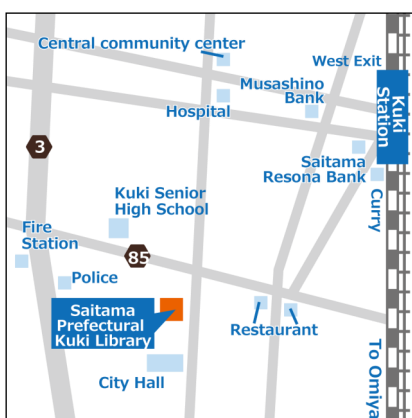 Central community center
West Exit
Kuki
Station
Musashino
Bank
Hospital
3
Saitama
Resona Bank
Curry
Kuki Senior
High School
Fire
Station
85
Police
Saitama
Prefectural
Kuki Library
Restaurant
City Hall
To Omiya